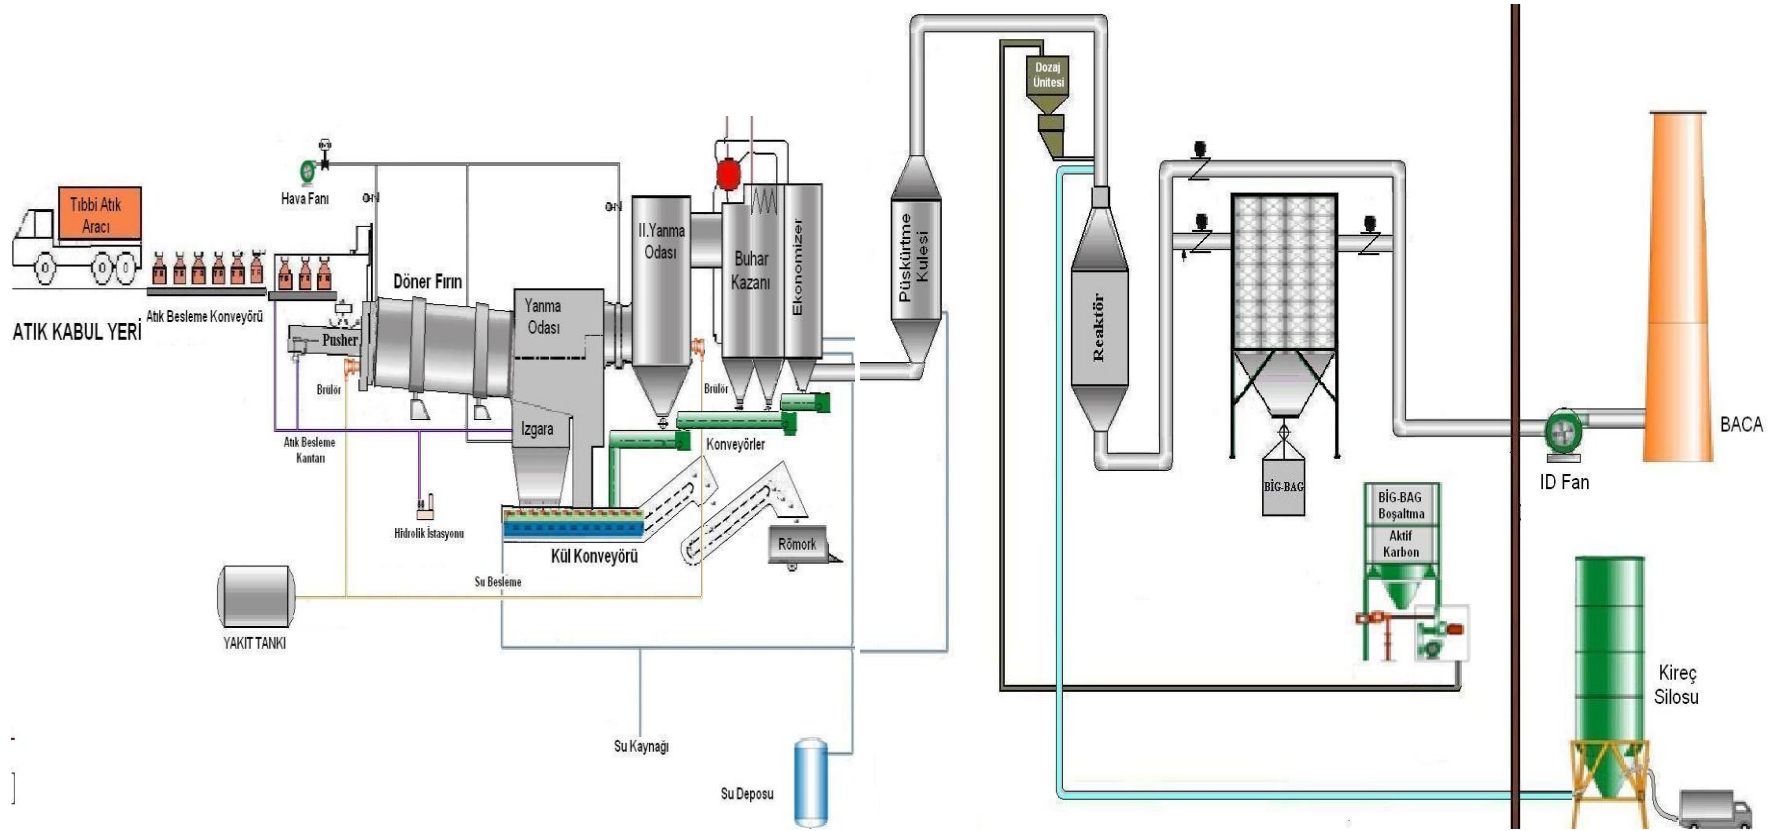 Tıbbi Atık
Aracı
ATIK KABUL YERİ
Atık Besleme Konveyörü
Hava Fanı
Döner Fırın
Pusher
Brülör
Atık Besleme
Kantarı
Hidrolik İstasyonu
YAKIT TANKI
Yanma
Odası
Izgara
II.Yanma
Odası
Brülör
Buhar
Kazanı
Ekonomizer
Konveyörler
Kül Konveyörü
Römork
Su Besleme
Su Kaynağı
Su Deposu
Püskürtme
Kulesi
Dozaj
Ünitesi
Reaktör
BİG-BAG
BİG-BAG
Boşaltma
Aktif
Karbon
ID Fan
BACA
Kireç
Silosu